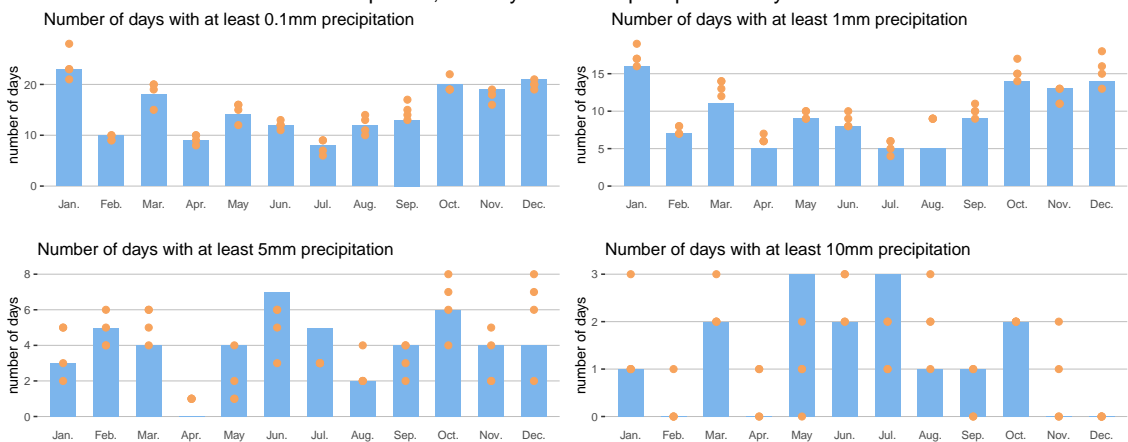 Number of days with at least 0.1mm precipitation
number of days
20
10
0
Jan. Feb. Mar. Apr. May Jun. Jul. Aug. Sep. Oct. Nov. Dec.
Number of days with at least 1mm precipitation
number of days
15
10
5
0
Jan. Feb. Mar. Apr. May Jun. Jul. Aug. Sep. Oct. Nov. Dec.
Number of days with at least 5mm precipitation
number of days
8
6
4
2
0
Jan. Feb. Mar. Apr. May Jun. Jul. Aug. Sep. Oct. Nov. Dec.
Number of days with at least 10mm precipitation
number of days
3
2
1
0
Jan. Feb. Mar. Apr. May Jun. Jul. Aug. Sep. Oct. Nov. Dec.